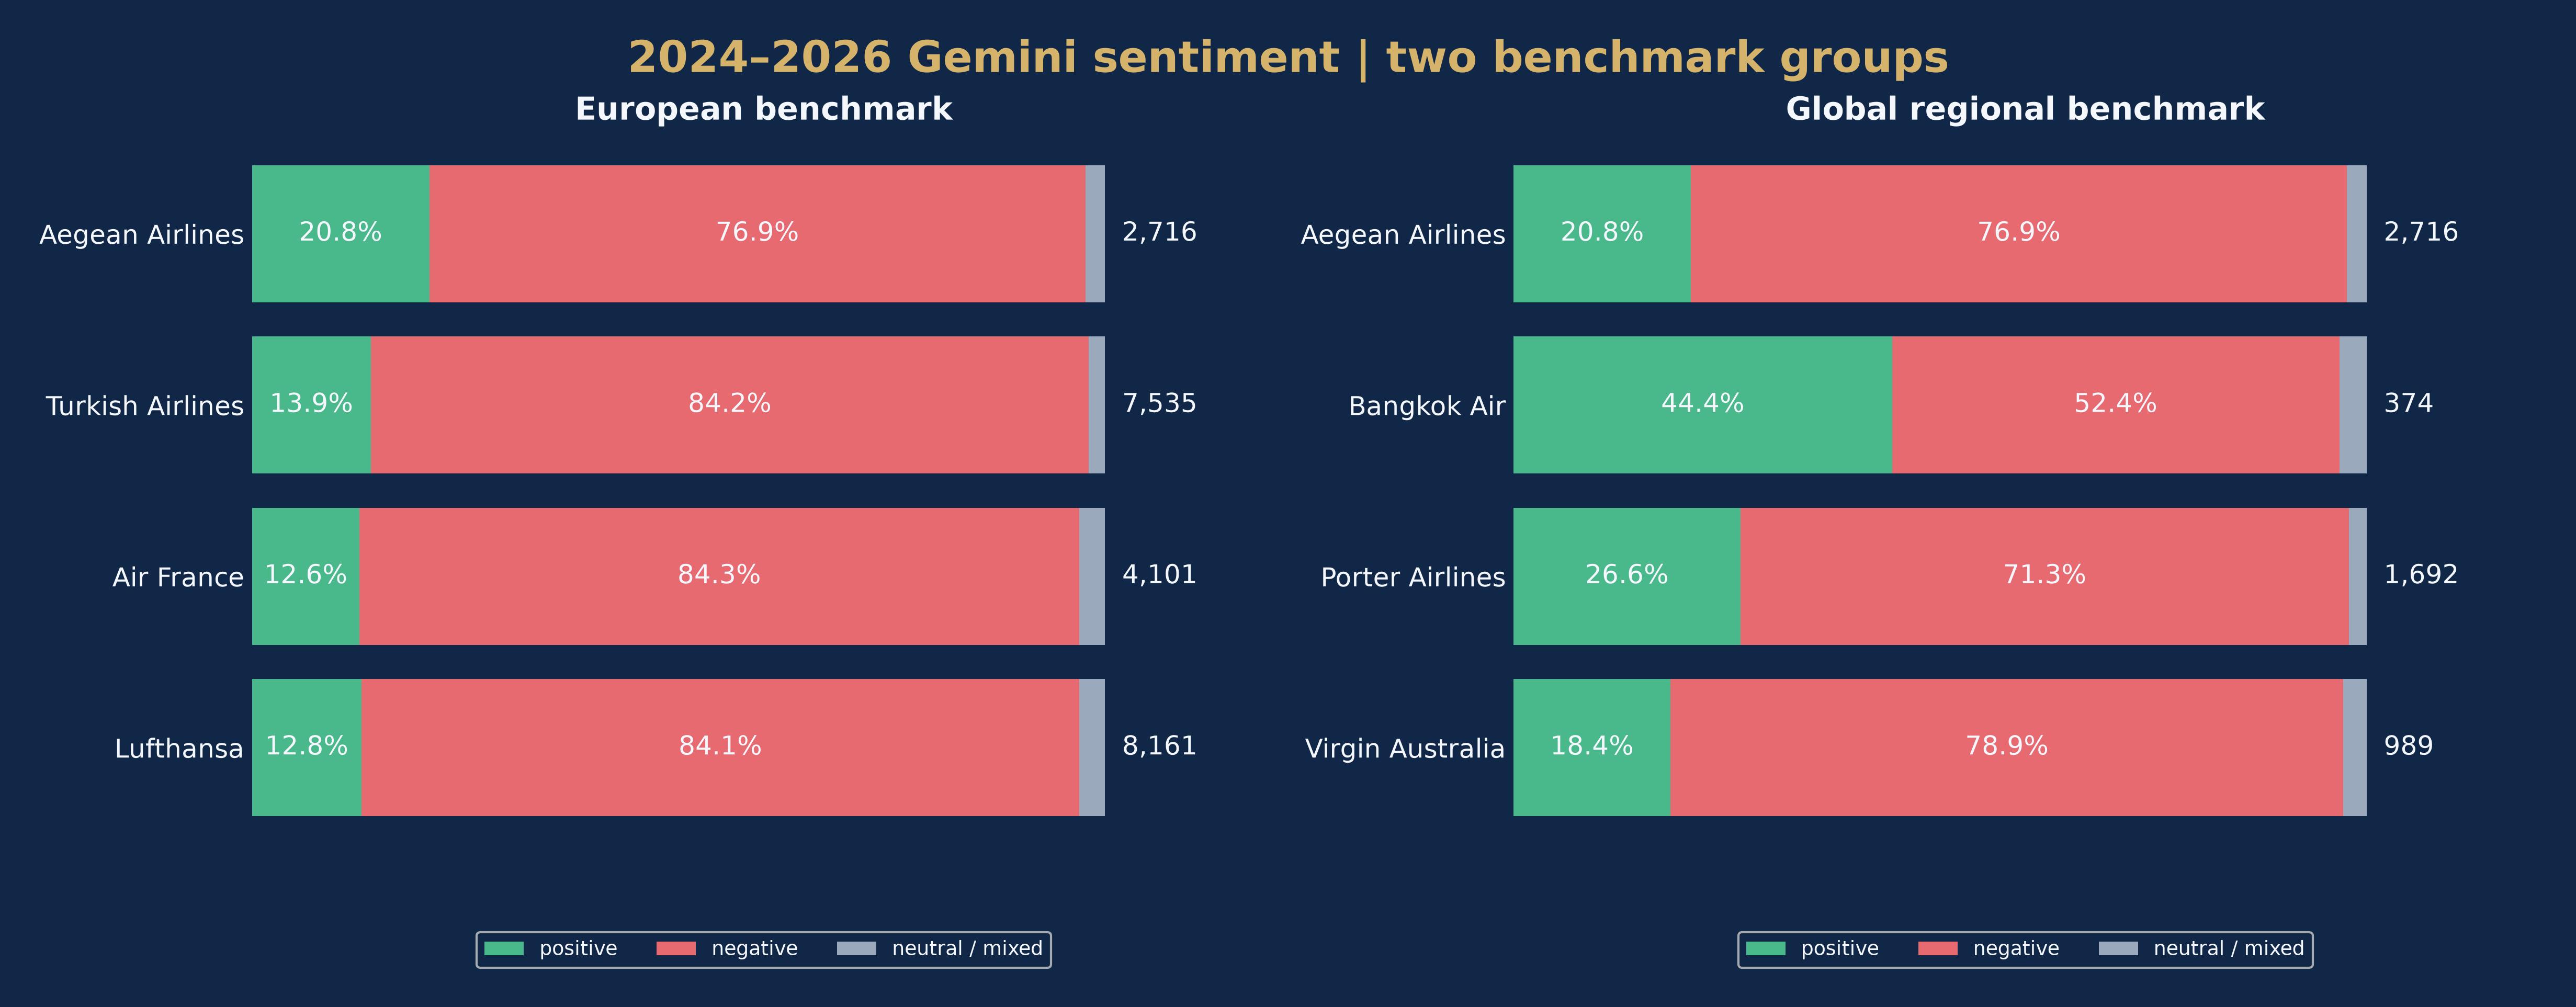 2024–2026 Gemini sentiment | two benchmark groups
European benchmark
Aegean Airlines 20.8% 76.9% 2,716
Turkish Airlines 13.9% 84.2% 7,535
Air France 12.6% 84.3% 4,101
Lufthansa 12.8% 84.1% 8,161
positive negative neutral / mixed
Global regional benchmark
Aegean Airlines 20.8% 76.9% 2,716
Bangkok Air 44.4% 52.4% 374
Porter Airlines 26.6% 71.3% 1,692
Virgin Australia 18.4% 78.9% 989
positive negative neutral / mixed